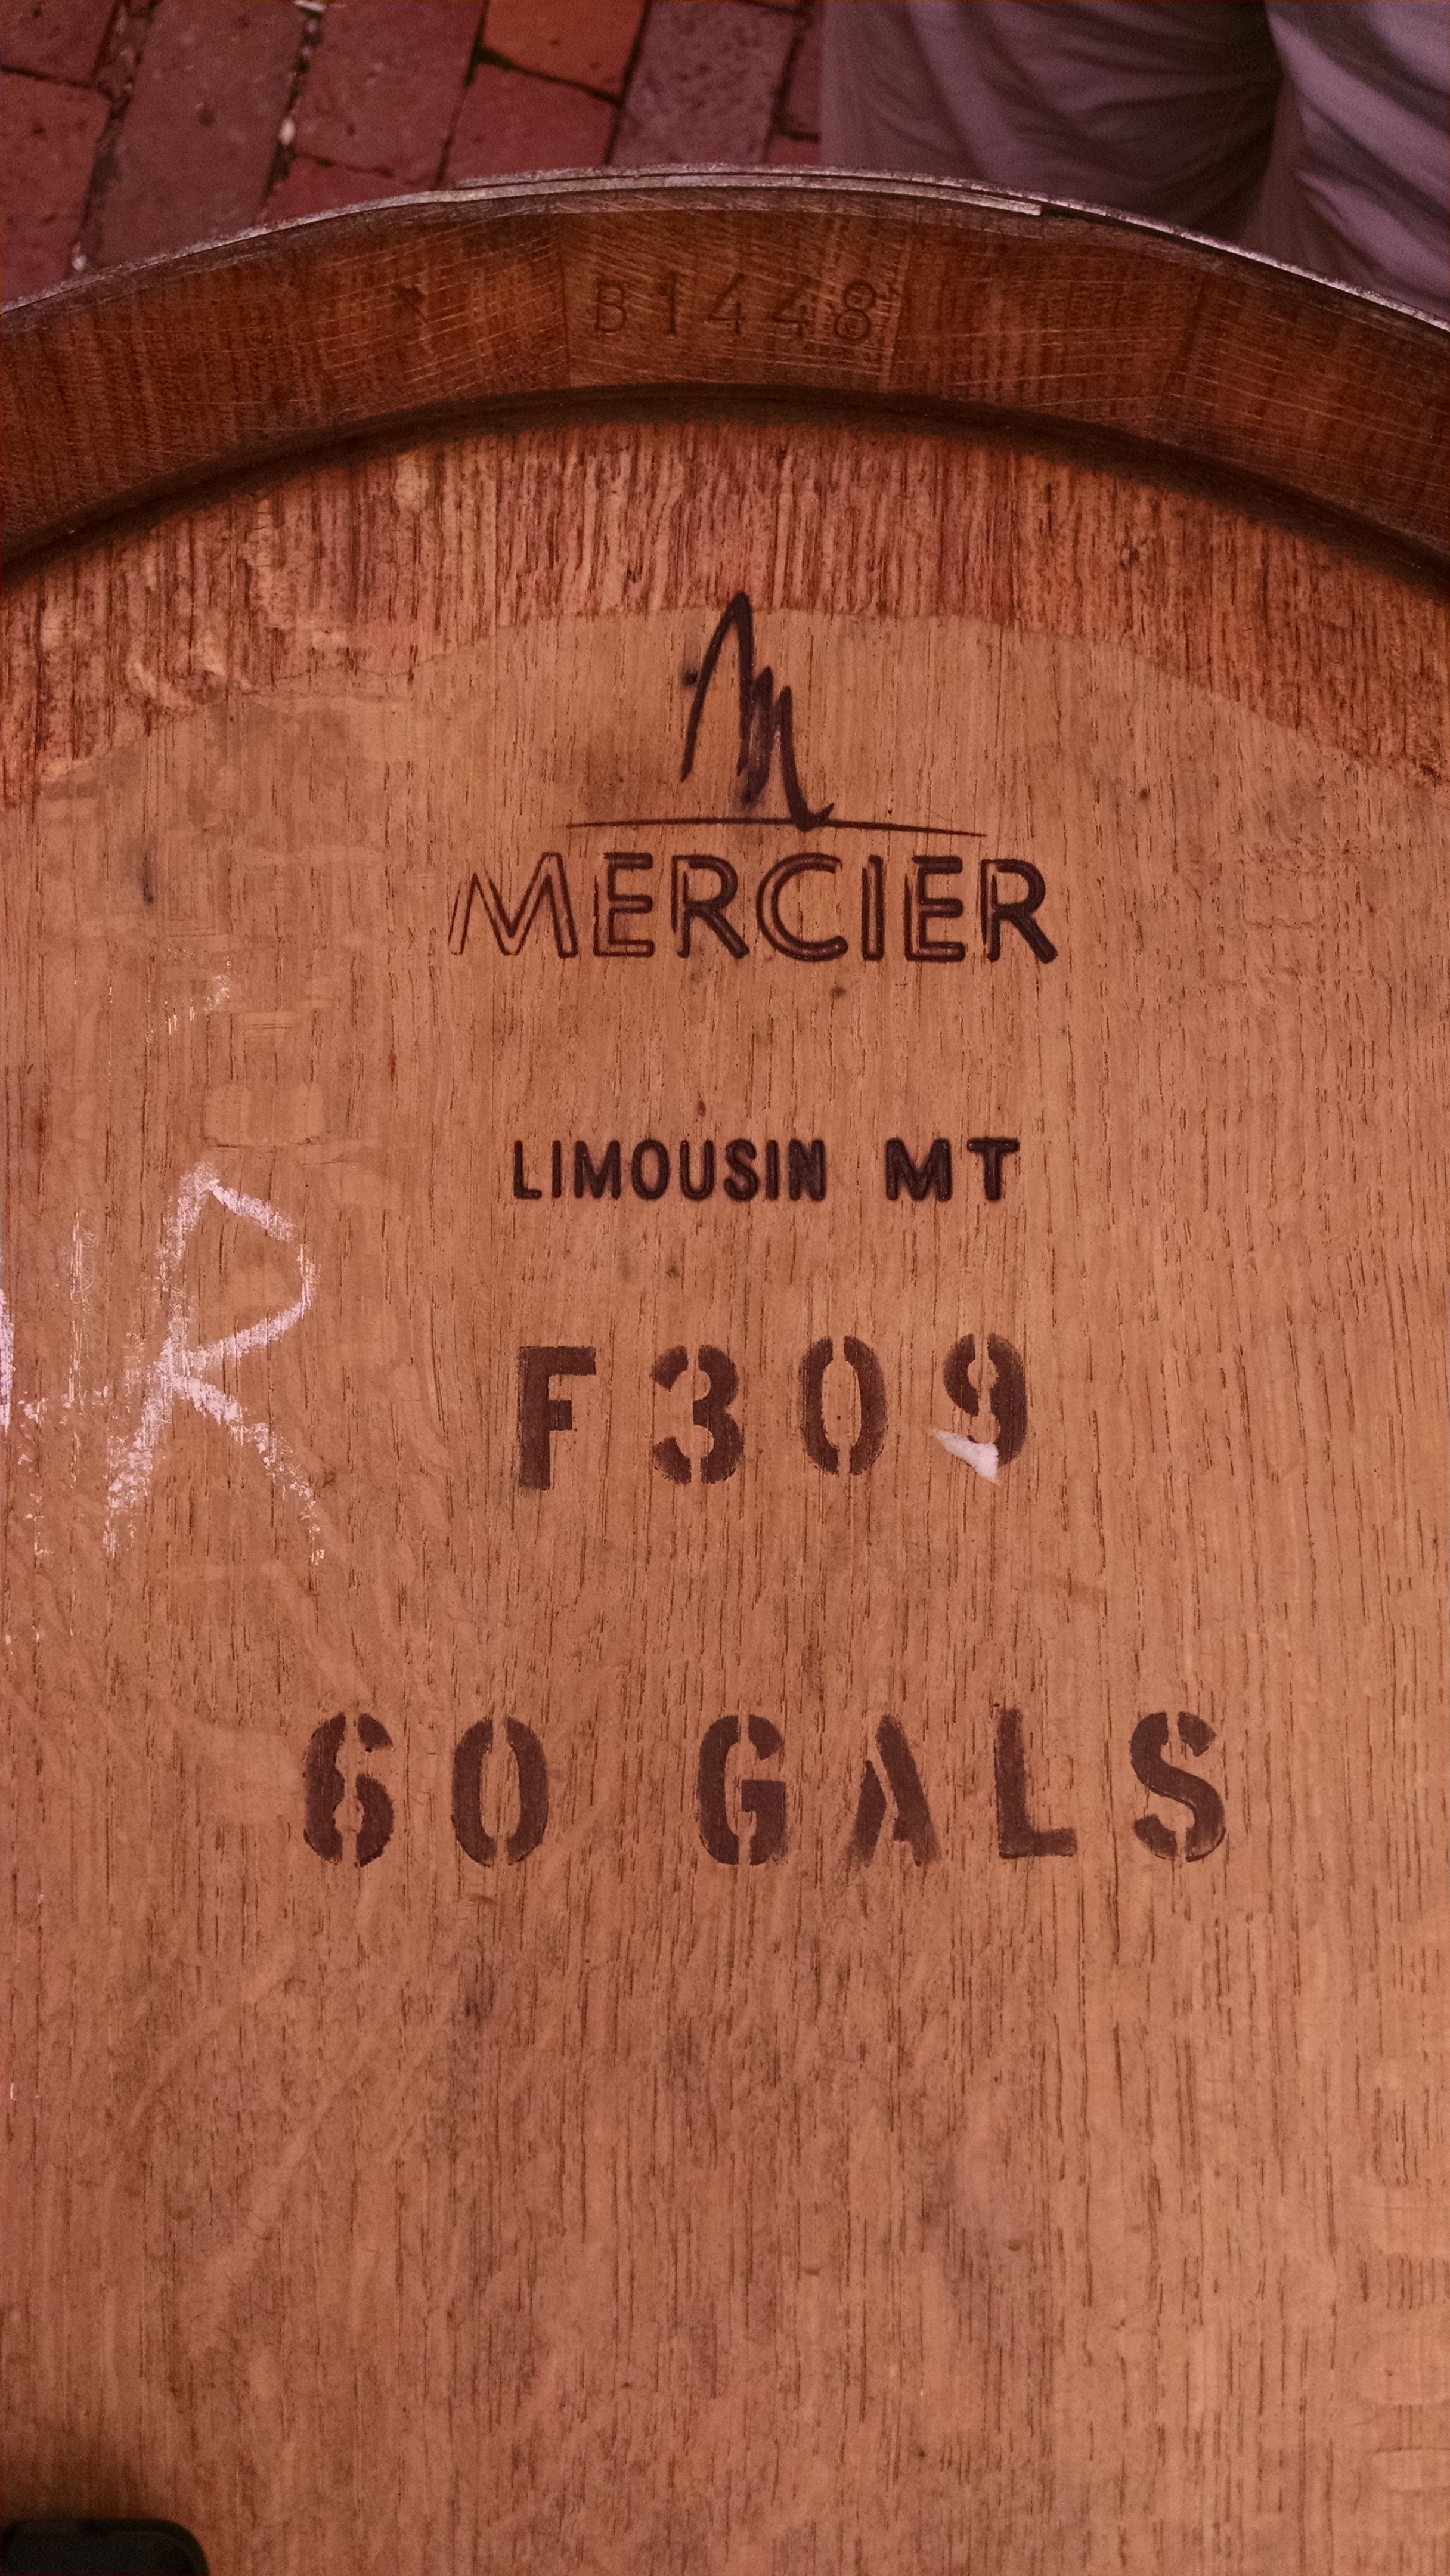 B1448
MERCIER
LIMOUSIN MT
R
F309
60 GALS